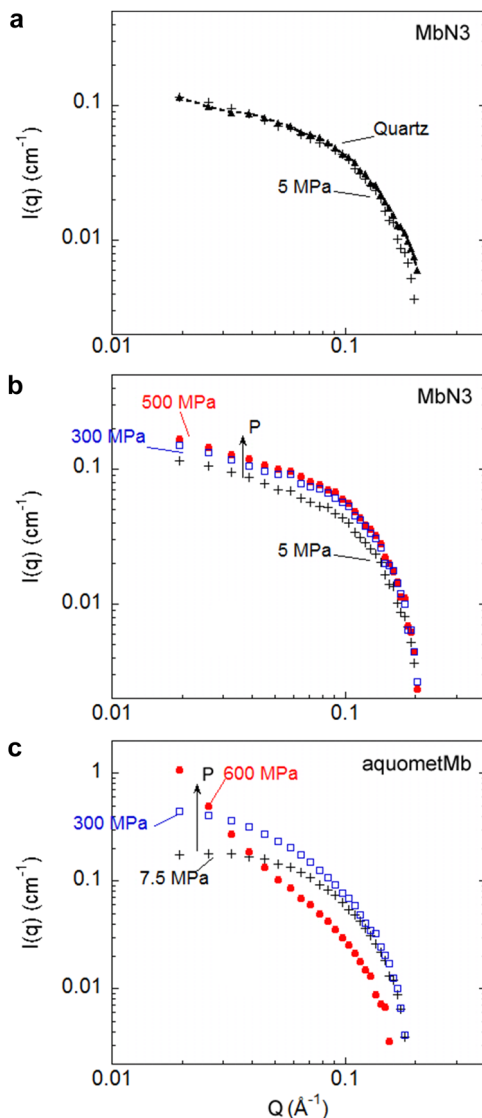 a
MbN3
0.1
Quartz
I(q) (cm⁻¹)
5 MPa
0.01
0.01
0.1
b
MbN3
500 MPa
300 MPa
P
0.1
I(q) (cm⁻¹)
5 MPa
0.01
0.01
0.1
c
aquometMb
1
P
600 MPa
300 MPa
7.5 MPa
I(q) (cm⁻¹)
0.1
0.01
0.01
0.1
Q (Å⁻¹)